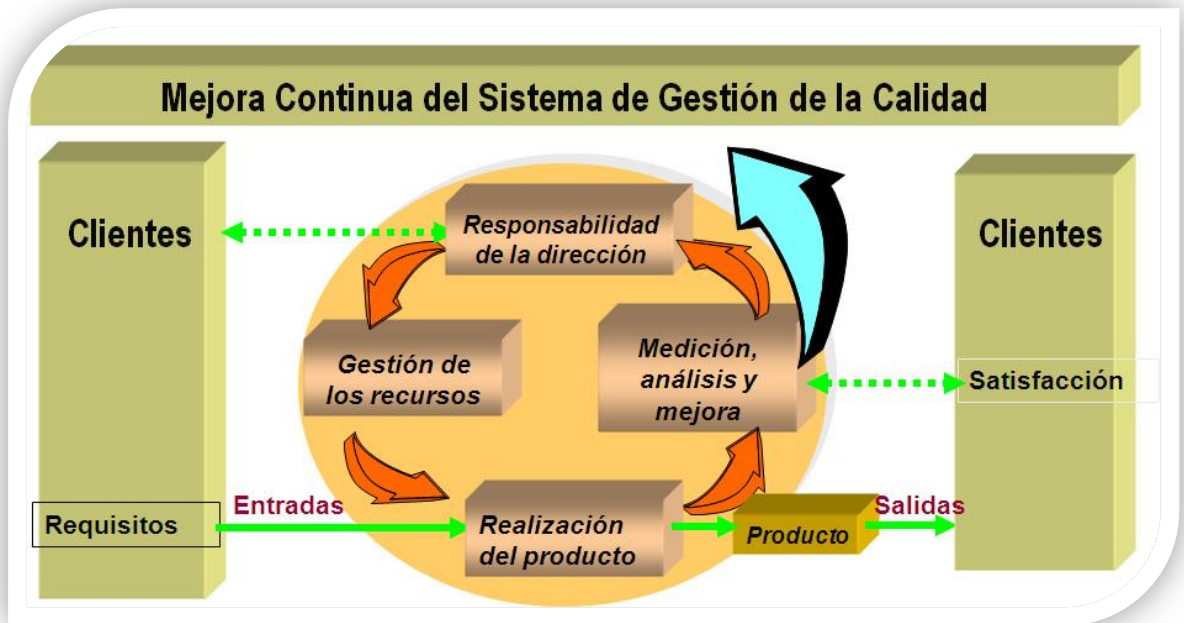 Mejora Continua del Sistema de Gestión de la Calidad
Clientes
Responsabilidad
de la dirección
Clientes
Gestión de
los recursos
Medición,
análisis y
mejora
Satisfacción
Requisitos
Entradas
Realización
del producto
Producto
Salidas